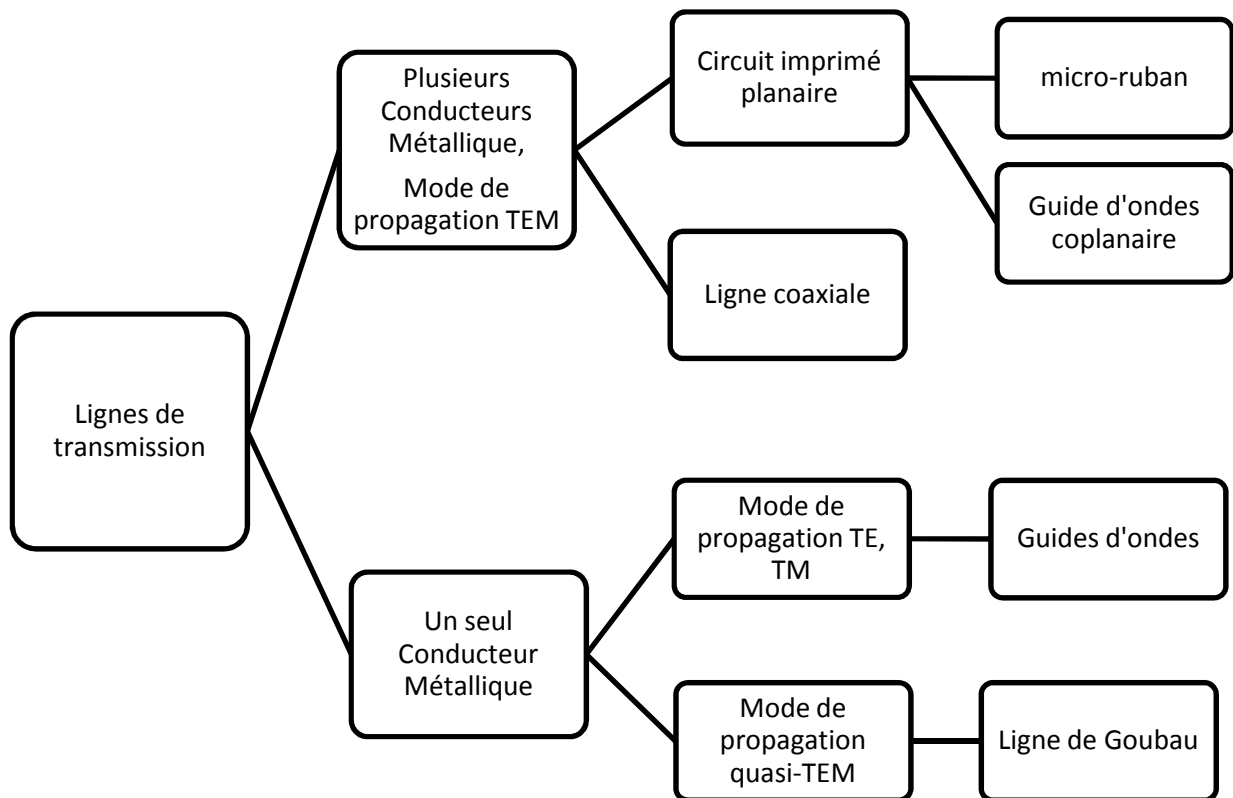 Lignes de
transmission
Plusieurs
Conducteurs
Métallique,
Mode de
propagation TEM
Circuit imprimé
planaire
micro-ruban
Guide d'ondes
coplanaire
Ligne coaxiale
Un seul
Conducteur
Métallique
Mode de
propagation TE,
TM
Guides d'ondes
Mode de
propagation
quasi-TEM
Ligne de Goubau